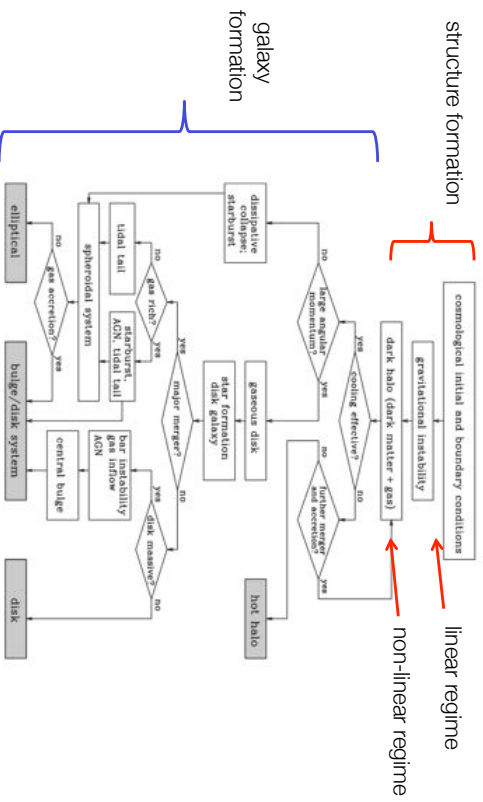 structure formation
cosmological initial and boundary conditions
gravitational instability
dark halo (dark matter + gas)
linear regime
non-linear regime
galaxy
formation
cooling effective?
yes
no
large angular
momentum?
no
yes
further merger
and accretion?
no
yes
dissipative
collapse;
starburst
gaseous disk
hot halo
star formation
disk galaxy
major merger?
yes
no
gas rich?
no
yes
disk massive?
yes
no
tidal tail
starburst,
AGN, tidal tail
bar instability
gas inflow
AGN
spheroidal system
central bulge
gas accretion?
no
yes
elliptical
bulge/disk system
disk